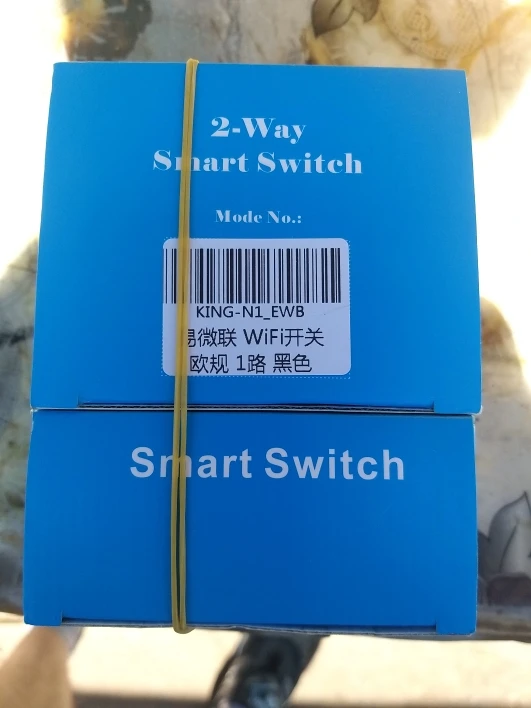 2-Way
Smart Switch
Mode No.:
KING-N1_EWB
易微联 WiFi开关
欧规 1路 黑色
Smart Switch